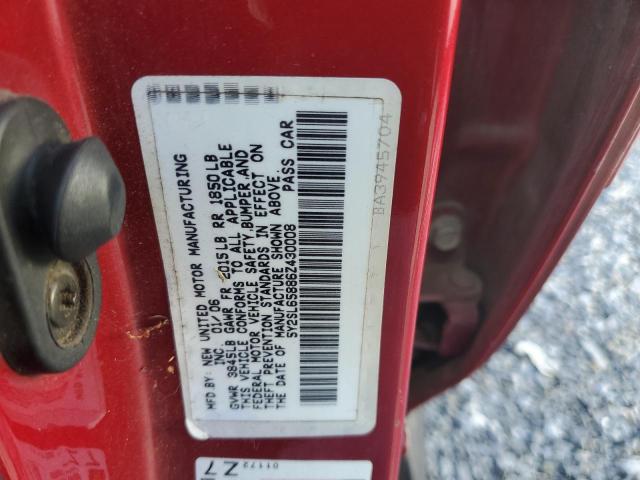 MFD BY: NEW UNITED MOTOR MANUFACTURING
INC 01/06
GVWR 3845LB GAWR FR 2015LB RR 1850LB
THIS VEHICLE CONFORMS TO ALL APPLICABLE
FEDERAL MOTOR VEHICLE SAFETY, BUMPER AND
THEFT PREVENTION STANDARDS IN EFFECT ON
THE DATE OF MANUFACTURE SHOWN ABOVE.
5Y2SL65886Z430008 PASS CAR
BA3945704
01172
Z7